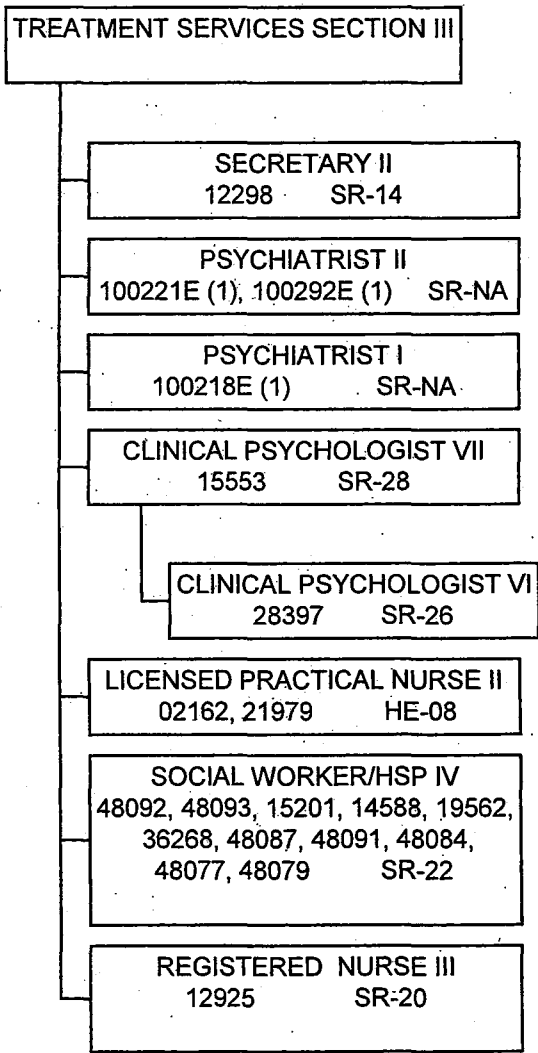 TREATMENT SERVICES SECTION III
SECRETARY II
12298 SR-14
PSYCHIATRIST II
100221E (1), 100292E (1) SR-NA
PSYCHIATRIST I
100218E (1) SR-NA
CLINICAL PSYCHOLOGIST VII
15553 SR-28
CLINICAL PSYCHOLOGIST VI
28397 SR-26
LICENSED PRACTICAL NURSE II
02162, 21979 HE-08
SOCIAL WORKER/HSP IV
48092, 48093, 15201, 14588, 19562,
36268, 48087, 48091, 48084,
48077, 48079 SR-22
REGISTERED NURSE III
12925 SR-20